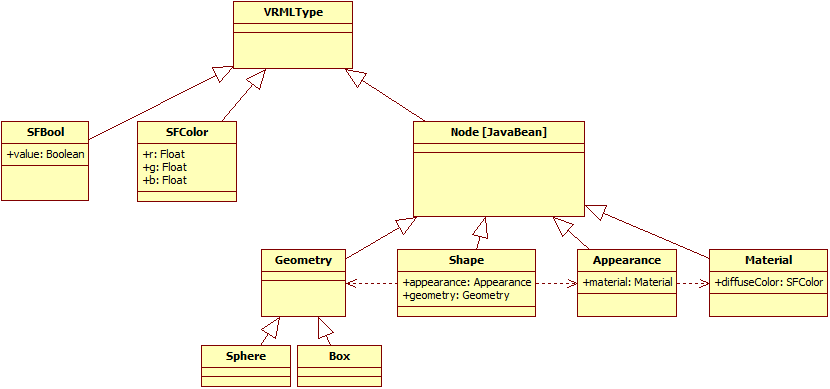 VRMLType
SFBool
+value: Boolean
SFColor
+r: Float
+g: Float
+b: Float
Node [JavaBean]
Geometry
Shape
+appearance: Appearance
+geometry: Geometry
Appearance
+material: Material
Material
+diffuseColor: SFColor
Sphere
Box